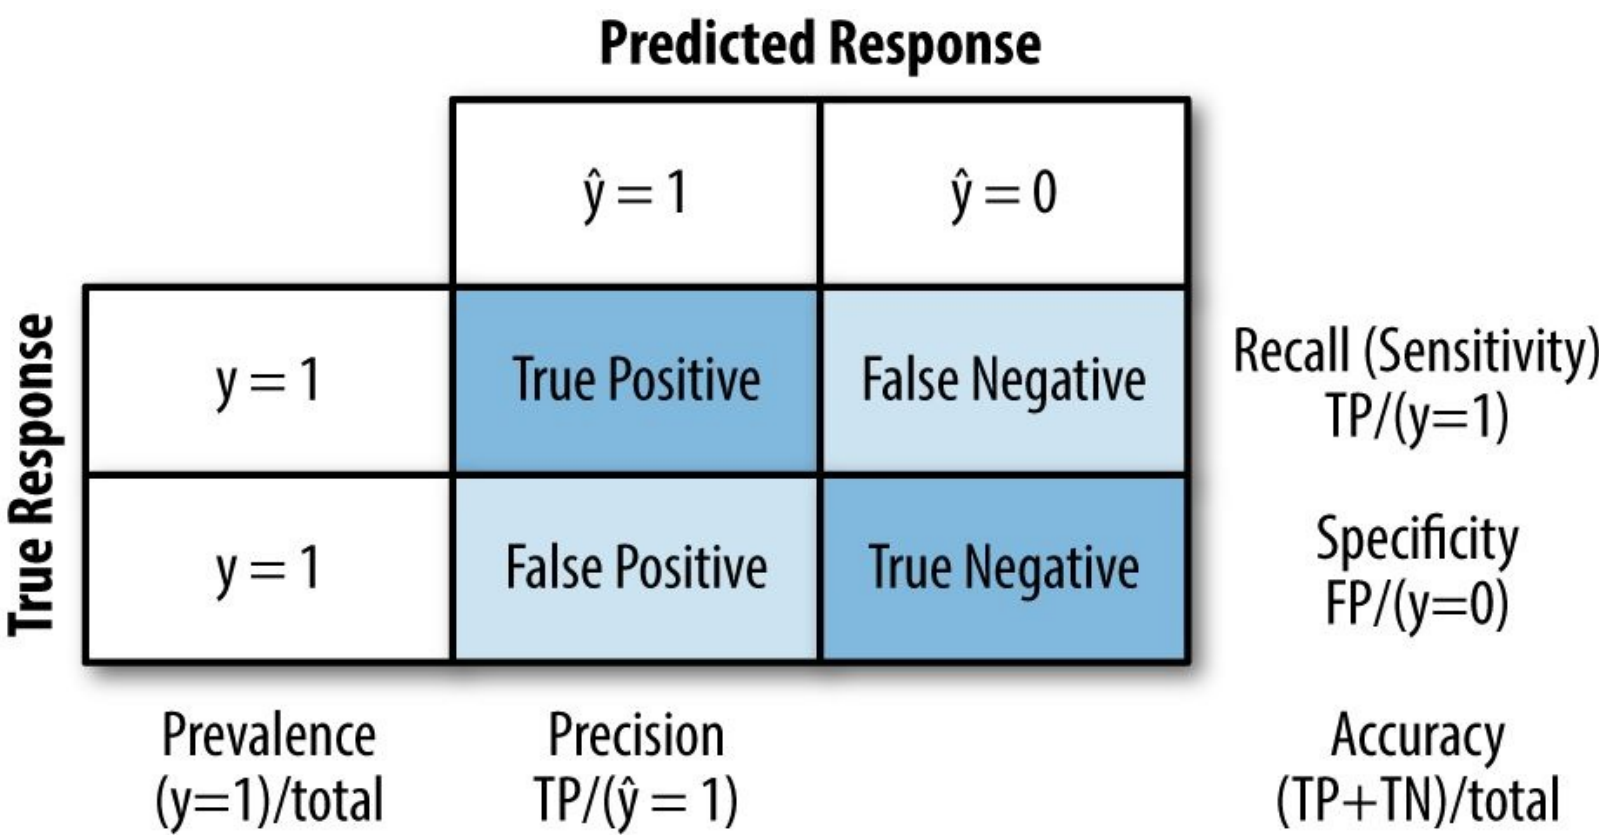 Predicted Response
ŷ = 1
ŷ = 0
True Response
y = 1
True Positive
False Negative
Recall (Sensitivity)
TP/(y=1)
y = 1
False Positive
True Negative
Specificity
FP/(y=0)
Prevalence
(y=1)/total
Precision
TP/(ŷ = 1)
Accuracy
(TP+TN)/total